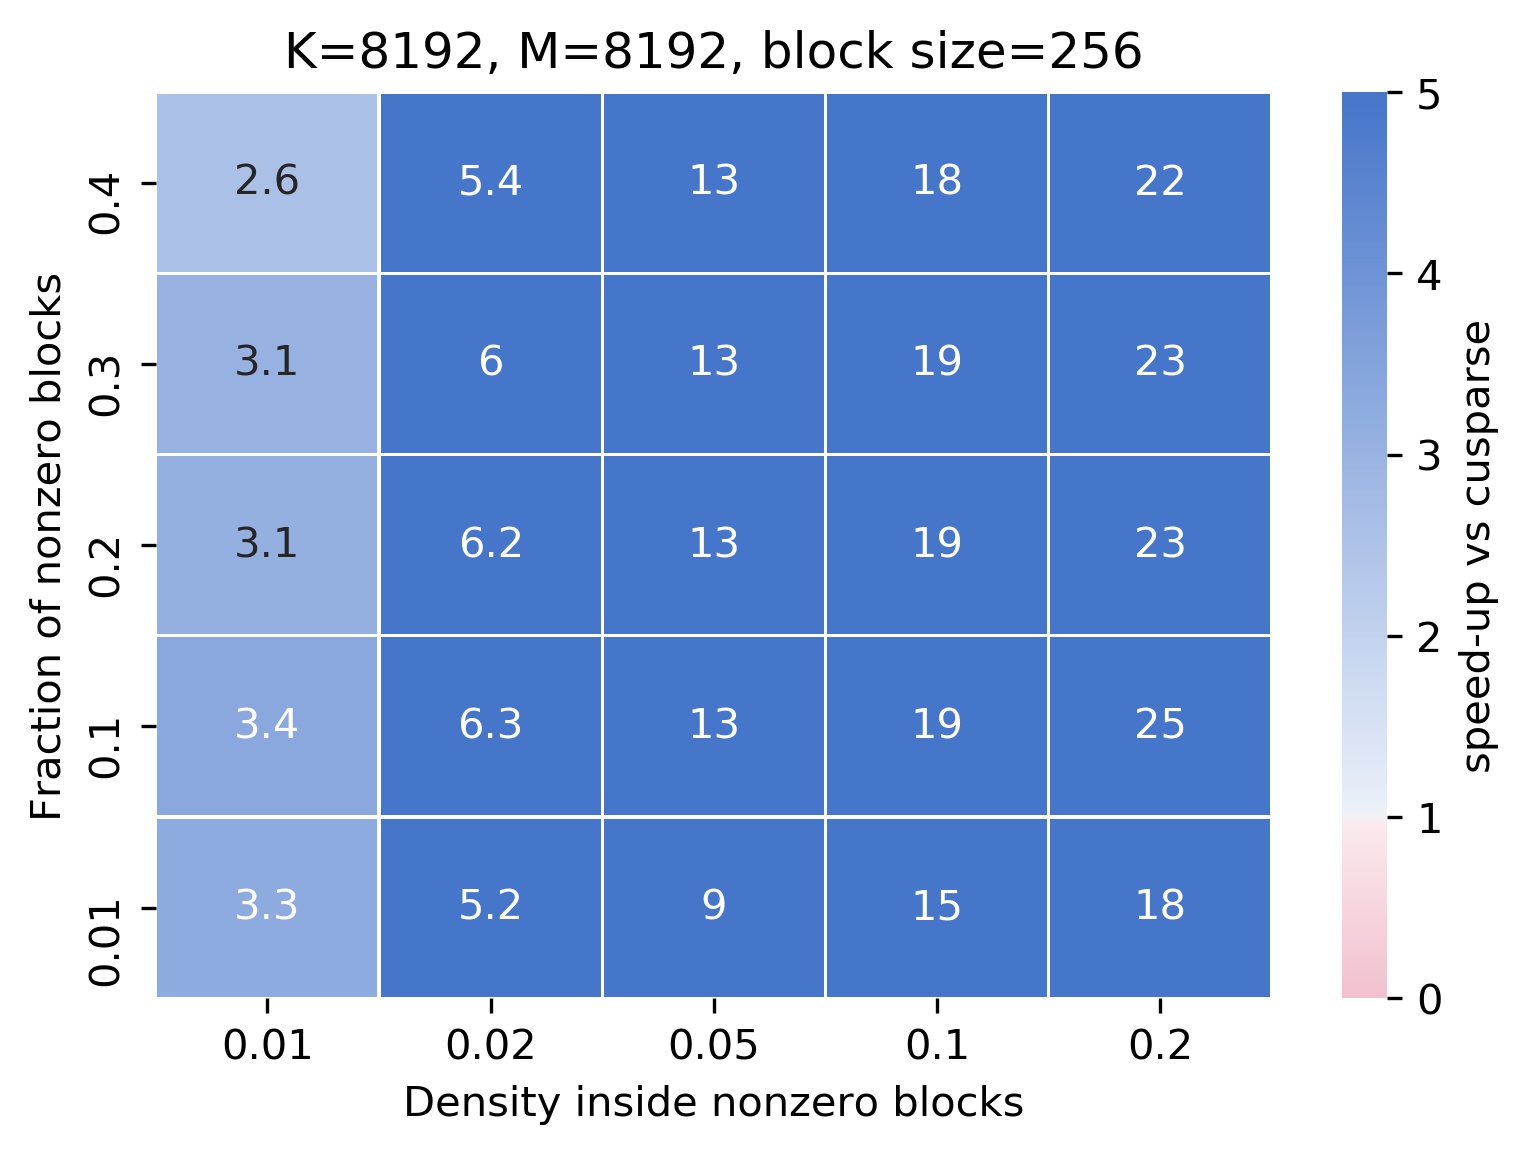 K=8192, M=8192, block size=256
Fraction of nonzero blocks
0.4 2.6 5.4 13 18 22
0.3 3.1 6 13 19 23
0.2 3.1 6.2 13 19 23
0.1 3.4 6.3 13 19 25
0.01 3.3 5.2 9 15 18
0.01 0.02 0.05 0.1 0.2
Density inside nonzero blocks
5
4
3
2
1
0
speed-up vs cusparse